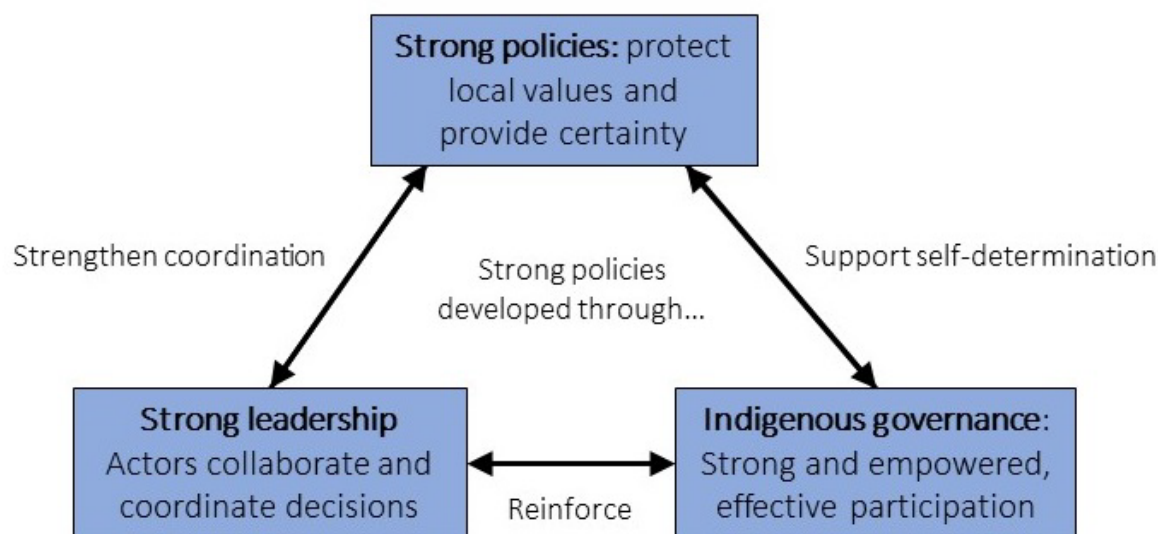 Strong policies: protect
local values and
provide certainty
Strengthen coordination
Strong policies
developed through...
Support self-determination
Strong leadership
Actors collaborate and
coordinate decisions
Reinforce
Indigenous governance:
Strong and empowered,
effective participation